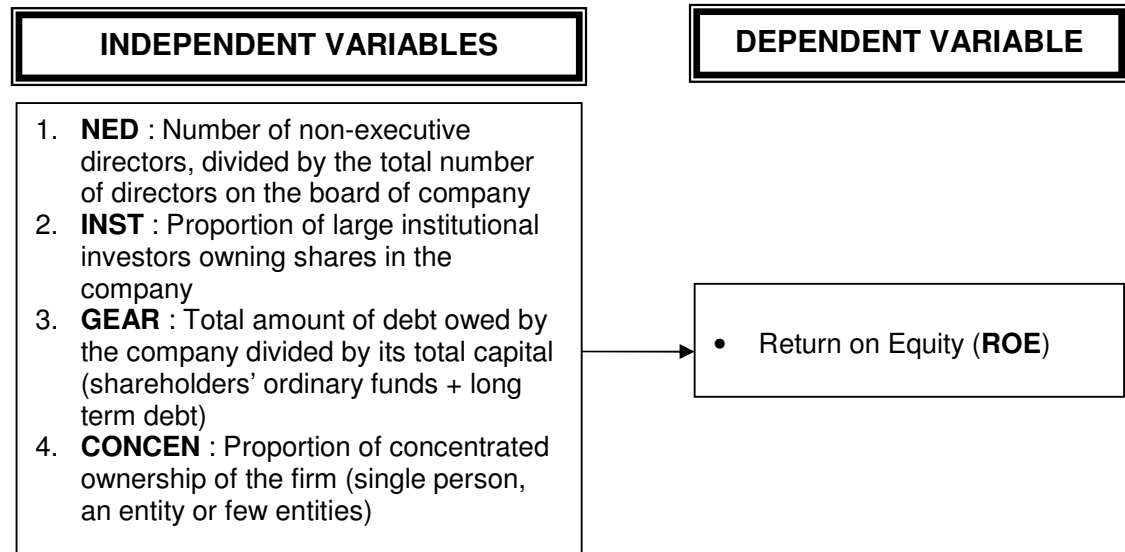 INDEPENDENT VARIABLES
DEPENDENT VARIABLE
1. NED : Number of non-executive
directors, divided by the total number
of directors on the board of company
2. INST : Proportion of large institutional
investors owning shares in the
company
3. GEAR : Total amount of debt owed by
the company divided by its total capital
(shareholders’ ordinary funds + long
term debt)
4. CONCEN : Proportion of concentrated
ownership of the firm (single person,
an entity or few entities)
• Return on Equity (ROE)